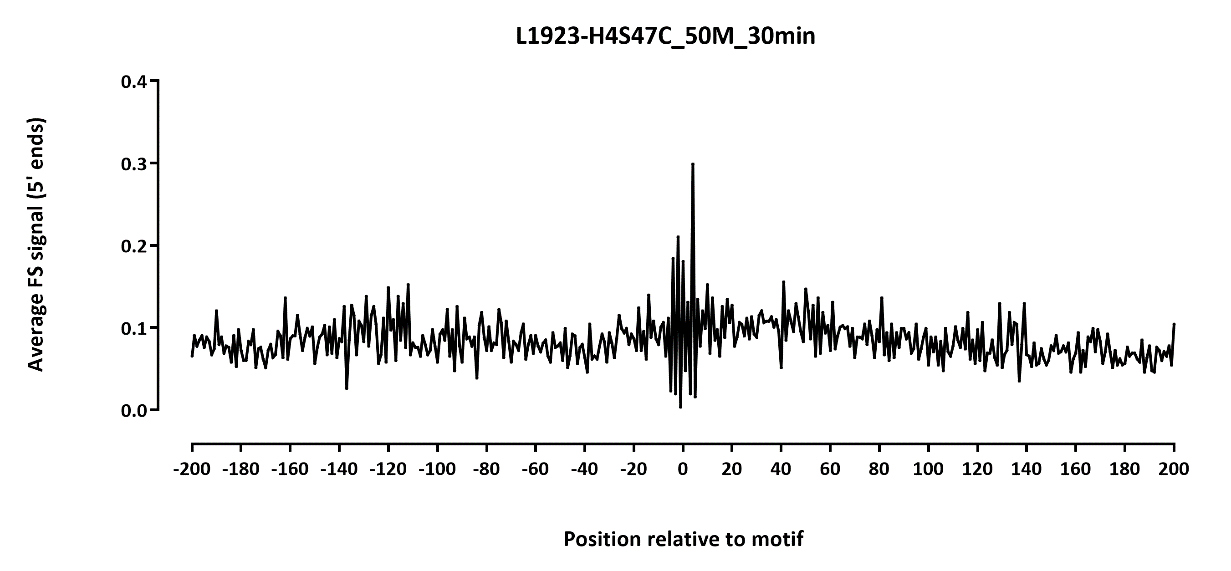 L1923-H4S47C_50M_30min
Average FS signal (5' ends)
0.4
0.3
0.2
0.1
0.0
-200 -180 -160 -140 -120 -100 -80 -60 -40 -20 0 20 40 60 80 100 120 140 160 180 200
Position relative to motif